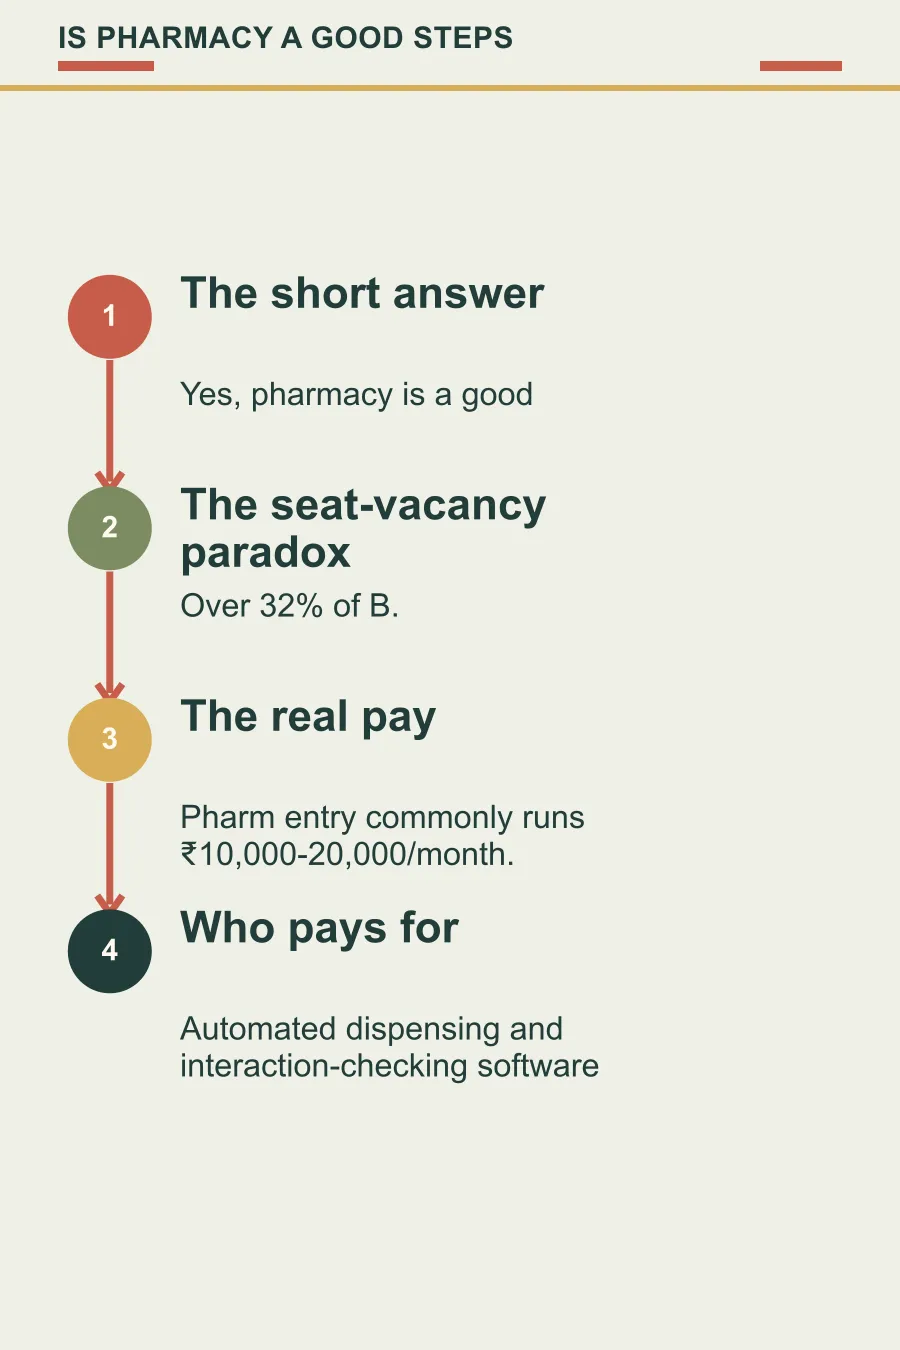 IS PHARMACY A GOOD STEPS
1
The short answer
Yes, pharmacy is a good
2
The seat-vacancy
paradox
Over 32% of B.
3
The real pay
Pharm entry commonly runs
₹10,000-20,000/month.
4
Who pays for
Automated dispensing and
interaction-checking software